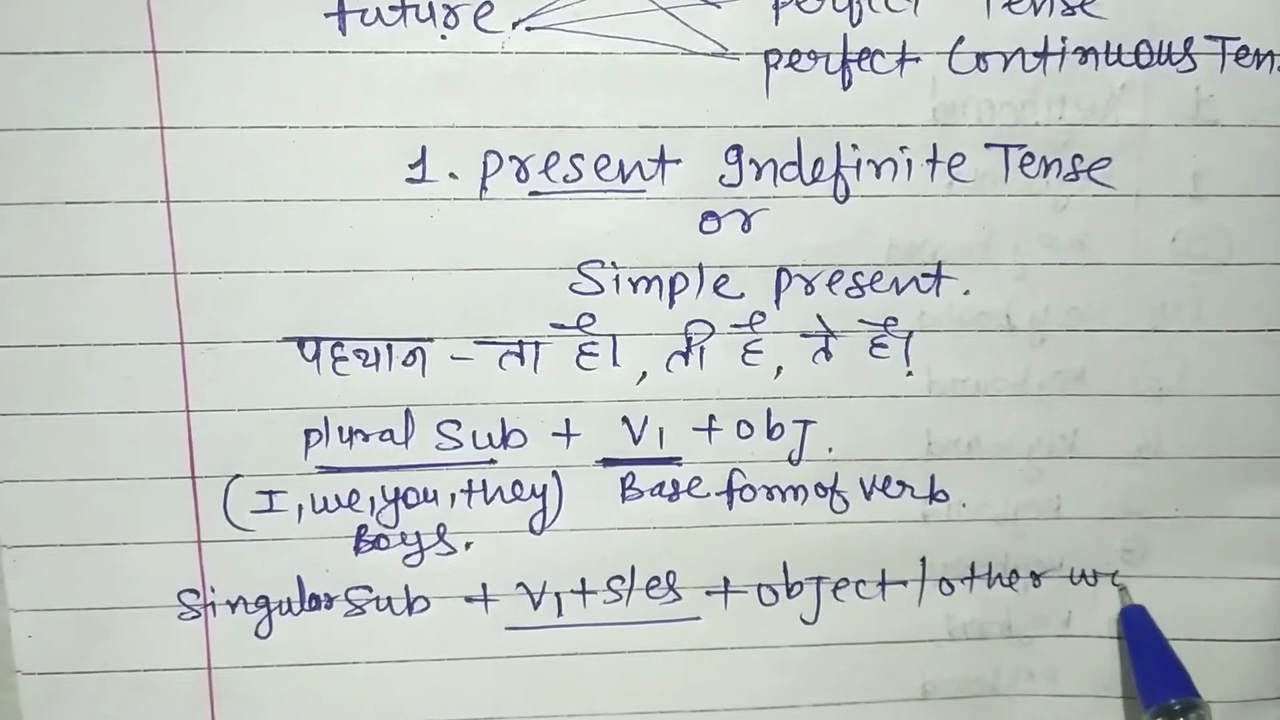 future
perfect Tense
perfect Continuous Ten
1. present Indefinite Tense
or
Simple present.
पहचान - ता है।, ती है, ते हैं।
plural Sub + V1 + obj.
(I, we, you, they) Base form of verb.
Boys.
Singular Sub + V1+s/es + object / other